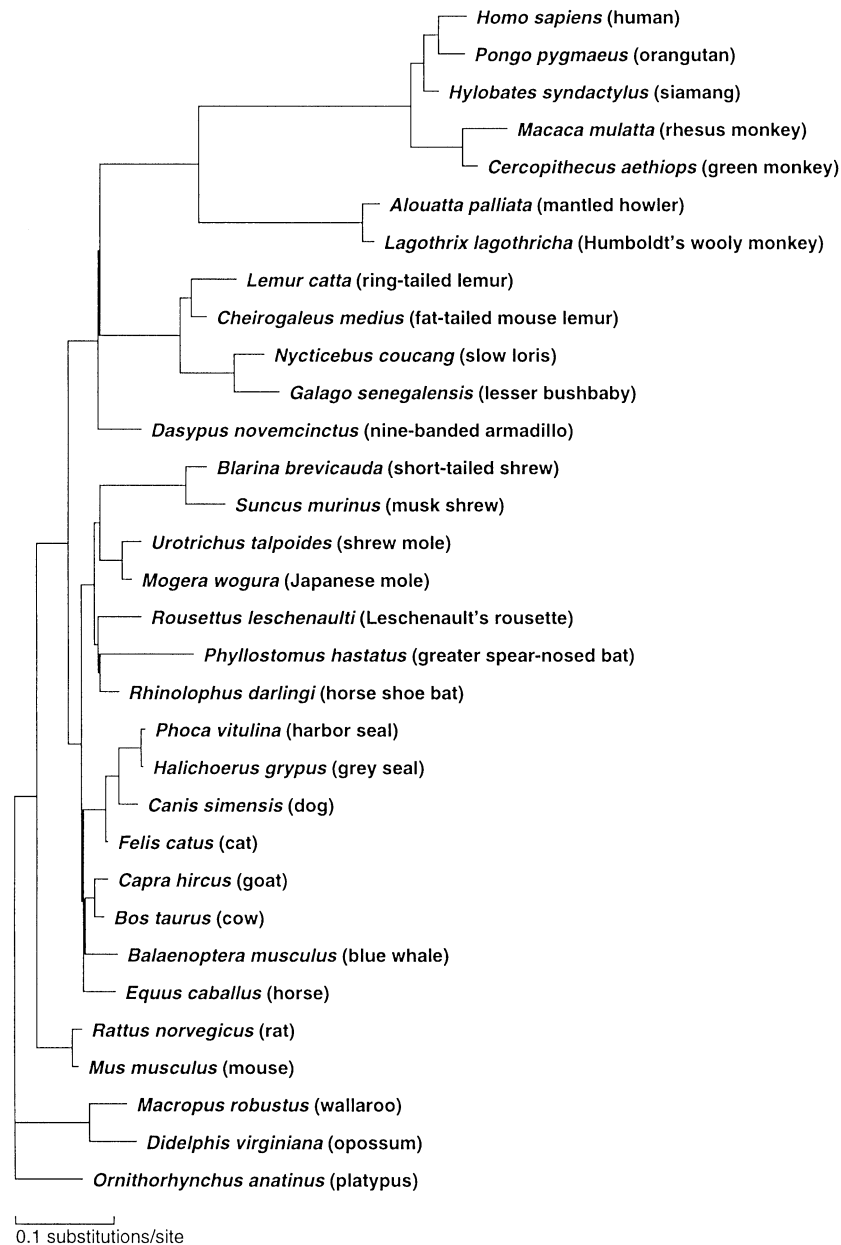 Homo sapiens (human)
Pongo pygmaeus (orangutan)
Hylobates syndactylus (siamang)
Macaca mulatta (rhesus monkey)
Cercopithecus aethiops (green monkey)
Alouatta palliata (mantled howler)
Lagothrix lagothricha (Humboldt's wooly monkey)
Lemur catta (ring-tailed lemur)
Cheirogaleus medius (fat-tailed mouse lemur)
Nycticebus coucang (slow loris)
Galago senegalensis (lesser bushbaby)
Dasypus novemcinctus (nine-banded armadillo)
Blarina brevicauda (short-tailed shrew)
Suncus murinus (musk shrew)
Urotrichus talpoides (shrew mole)
Mogera wogura (Japanese mole)
Rousettus leschenaulti (Leschenault's rousette)
Phyllostomus hastatus (greater spear-nosed bat)
Rhinolophus darlingi (horse shoe bat)
Phoca vitulina (harbor seal)
Halichoerus grypus (grey seal)
Canis simensis (dog)
Felis catus (cat)
Capra hircus (goat)
Bos taurus (cow)
Balaenoptera musculus (blue whale)
Equus caballus (horse)
Rattus norvegicus (rat)
Mus musculus (mouse)
Macropus robustus (wallaroo)
Didelphis virginiana (opossum)
Ornithorhynchus anatinus (platypus)
0.1 substitutions/site